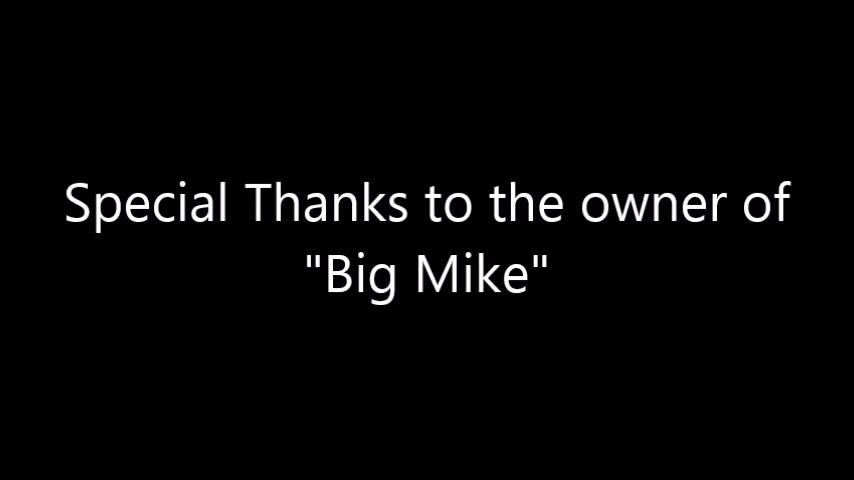 Special Thanks to the owner of
"Big Mike"